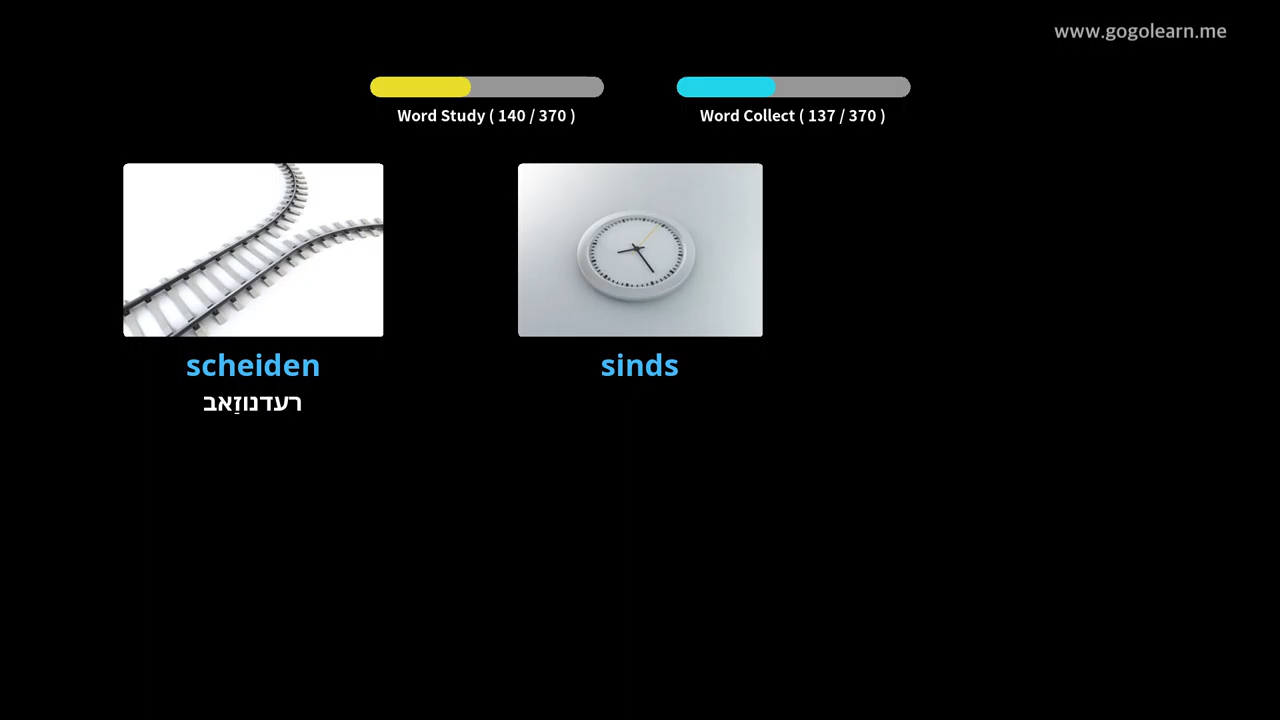 www.gogolearn.me
Word Study ( 140 / 370 )
Word Collect ( 137 / 370 )
scheiden
רעדנוזַאב
sinds